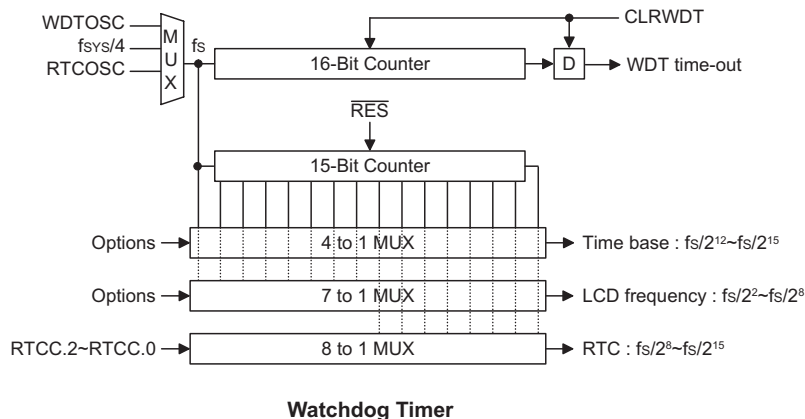 WDTOSC
fSYS/4
RTCOSC
MUX
fS
CLRWDT
16-Bit Counter
D
WDT time-out
RES
15-Bit Counter
Options
4 to 1 MUX
Time base : fS/2¹²~fS/2¹⁵
Options
7 to 1 MUX
LCD frequency : fS/2²~fS/2⁸
RTCC.2~RTCC.0
8 to 1 MUX
RTC : fS/2⁸~fS/2¹⁵
Watchdog Timer